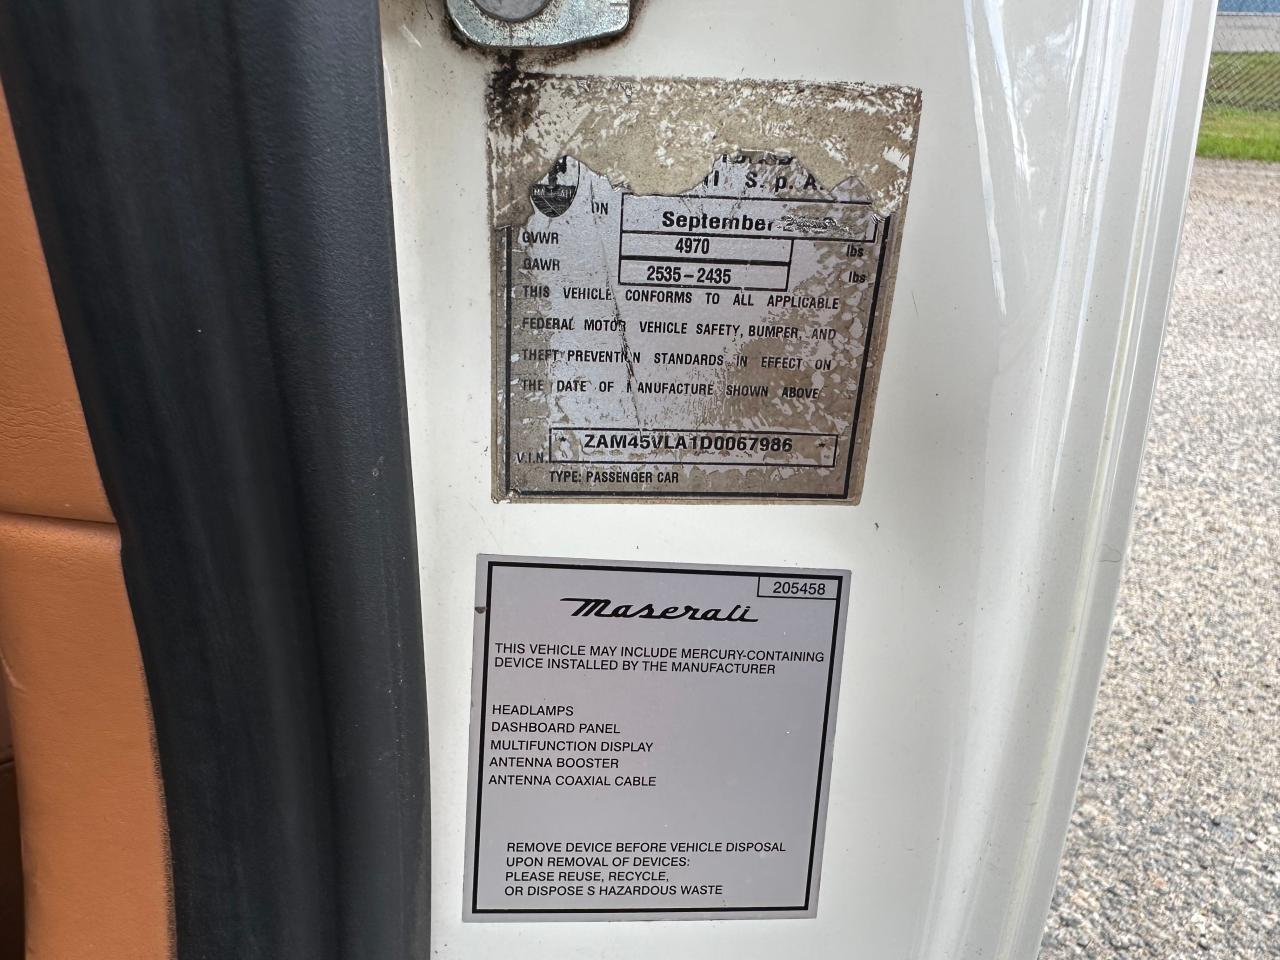 S. p. A.
ON
September
GVWR 4970 lbs
GAWR 2535-2435 lbs
THIS VEHICLE CONFORMS TO ALL APPLICABLE
FEDERAL MOTOR VEHICLE SAFETY, BUMPER, AND
THEFT PREVENTION STANDARDS IN EFFECT ON
THE DATE OF MANUFACTURE SHOWN ABOVE
V.I.N. * ZAM45VLA1D0067986 *
TYPE: PASSENGER CAR
205458
Maserati
THIS VEHICLE MAY INCLUDE MERCURY-CONTAINING
DEVICE INSTALLED BY THE MANUFACTURER
HEADLAMPS
DASHBOARD PANEL
MULTIFUNCTION DISPLAY
ANTENNA BOOSTER
ANTENNA COAXIAL CABLE
REMOVE DEVICE BEFORE VEHICLE DISPOSAL
UPON REMOVAL OF DEVICES:
PLEASE REUSE, RECYCLE,
OR DISPOSE S HAZARDOUS WASTE